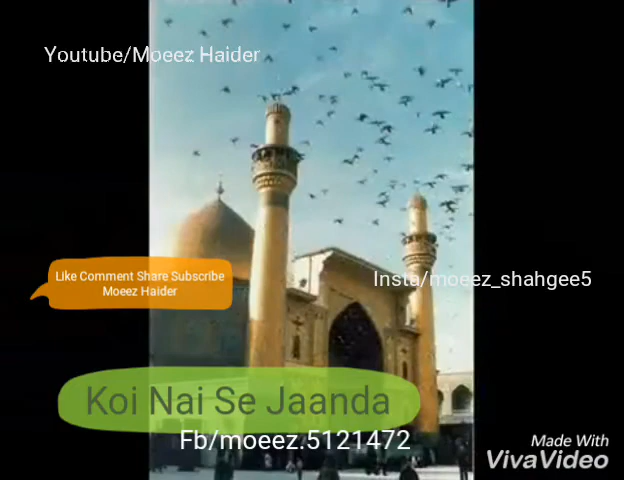 Youtube/Moeez Haider
Like Comment Share Subscribe
Moeez Haider
Insta/moeez_shahgee5
Koi Nai Se Jaanda
Fb/moeez.5121472
Made With
VivaVideo